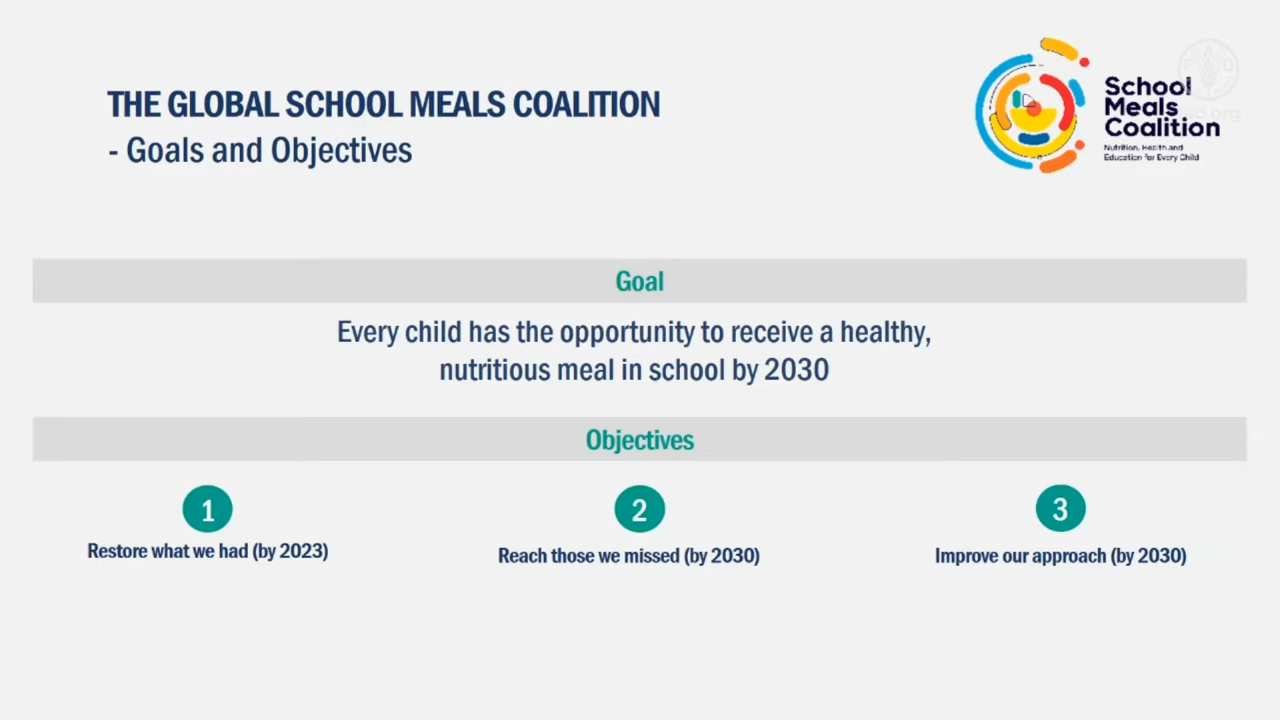 THE GLOBAL SCHOOL MEALS COALITION
- Goals and Objectives
School
Meals
Coalition
Nutrition, Health and
Education for Every Child
Goal
Every child has the opportunity to receive a healthy,
nutritious meal in school by 2030
Objectives
1
Restore what we had (by 2023)
2
Reach those we missed (by 2030)
3
Improve our approach (by 2030)